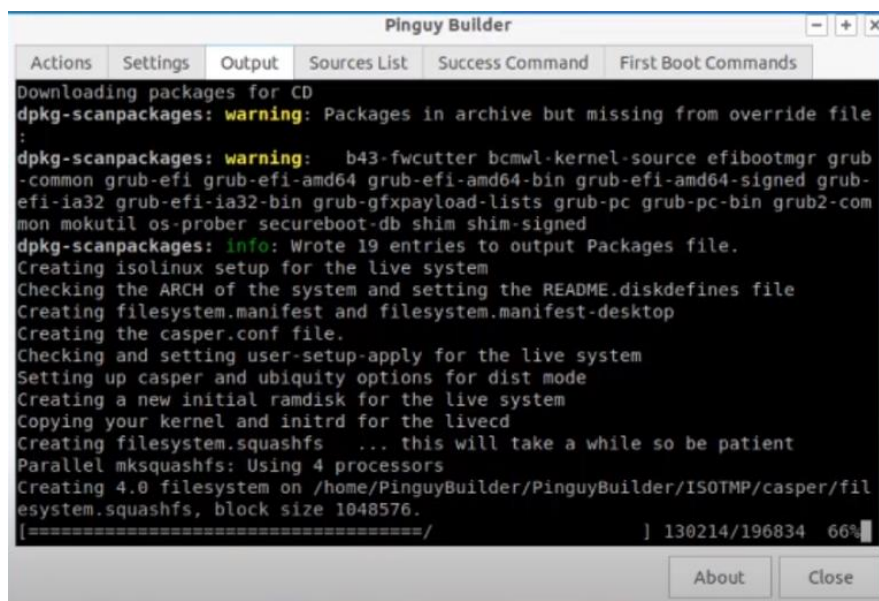 Pinguy Builder
Actions Settings Output Sources List Success Command First Boot Commands
Downloading packages for CD
dpkg-scanpackages: warning: Packages in archive but missing from override file
:
dpkg-scanpackages: warning:   b43-fwcutter bcmwl-kernel-source efibootmgr grub
-common grub-efi grub-efi-amd64 grub-efi-amd64-bin grub-efi-amd64-signed grub-
efi-ia32 grub-efi-ia32-bin grub-gfxpayload-lists grub-pc grub-pc-bin grub2-com
mon mokutil os-prober secureboot-db shim shim-signed
dpkg-scanpackages: info: Wrote 19 entries to output Packages file.
Creating isolinux setup for the live system
Checking the ARCH of the system and setting the README.diskdefines file
Creating filesystem.manifest and filesystem.manifest-desktop
Creating the casper.conf file.
Checking and setting user-setup-apply for the live system
Setting up casper and ubiquity options for dist mode
Creating a new initial ramdisk for the live system
Copying your kernel and initrd for the livecd
Creating filesystem.squashfs   ... this will take a while so be patient
Parallel mksquashfs: Using 4 processors
Creating 4.0 filesystem on /home/PinguyBuilder/PinguyBuilder/ISOTMP/casper/fil
esystem.squashfs, block size 1048576.
[===================================/                    ] 130214/196834  66%
About Close